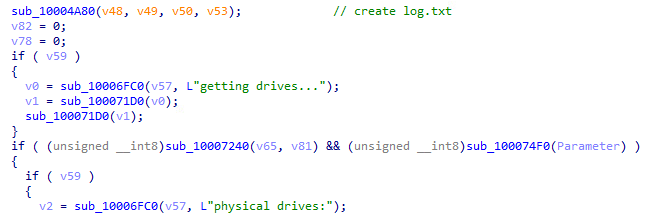 sub_10004A80(v48, v49, v50, v53); // create log.txt
v82 = 0;
v78 = 0;
if ( v59 )
{
v0 = sub_10006FC0(v57, L"getting drives...");
v1 = sub_100071D0(v0);
sub_100071D0(v1);
}
if ( (unsigned __int8)sub_10007240(v65, v81) && (unsigned __int8)sub_100074F0(Parameter) )
{
if ( v59 )
{
v2 = sub_10006FC0(v57, L"physical drives:");